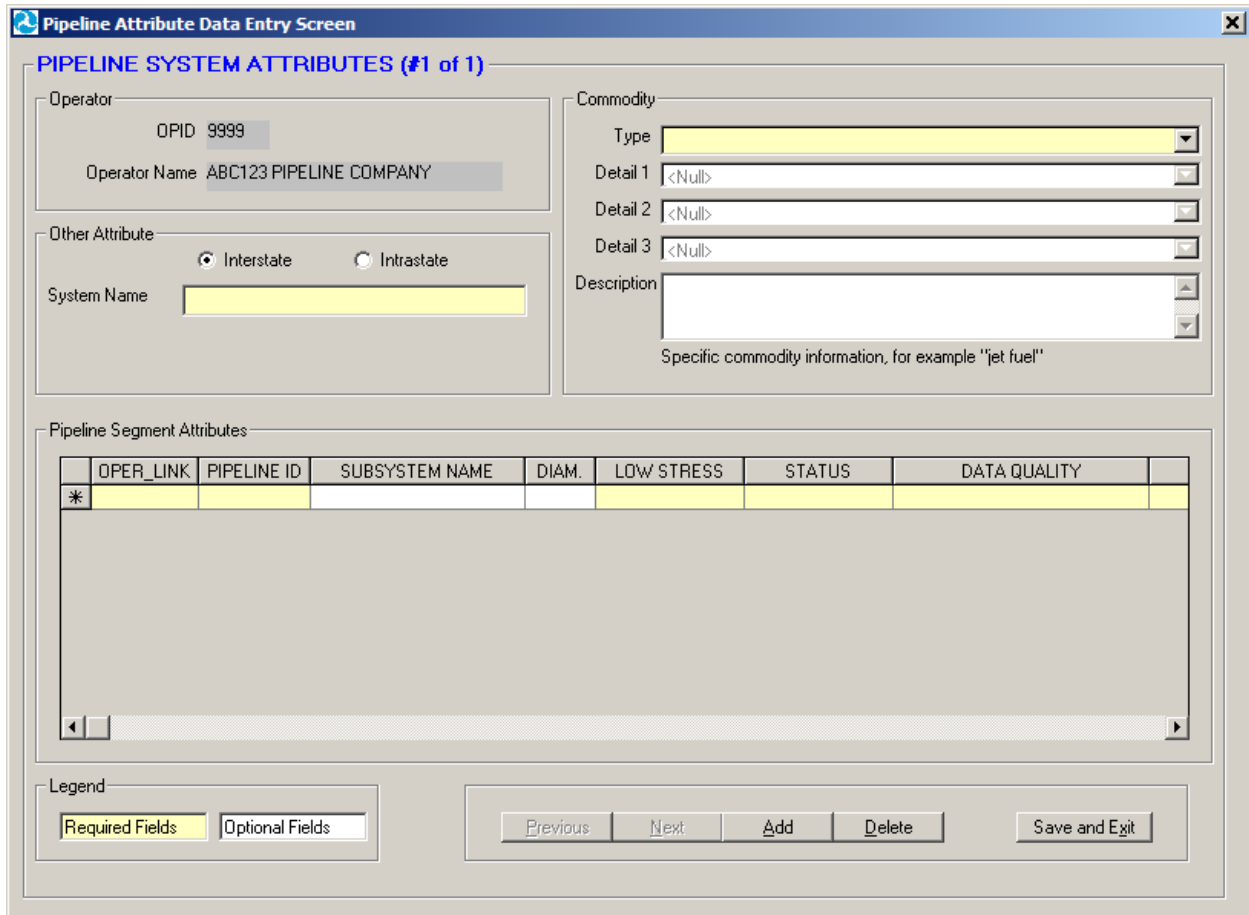 Pipeline Attribute Data Entry Screen
PIPELINE SYSTEM ATTRIBUTES (#1 of 1)
Operator
OPID 9999
Operator Name ABC123 PIPELINE COMPANY
Other Attribute
Interstate Intrastate
System Name
Commodity
Type
Detail 1 <Null>
Detail 2 <Null>
Detail 3 <Null>
Description
Specific commodity information, for example "jet fuel"
Pipeline Segment Attributes
OPER_LINK PIPELINE ID SUBSYSTEM NAME DIAM. LOW STRESS STATUS DATA QUALITY
Legend
Required Fields Optional Fields
Previous Next Add Delete Save and Exit